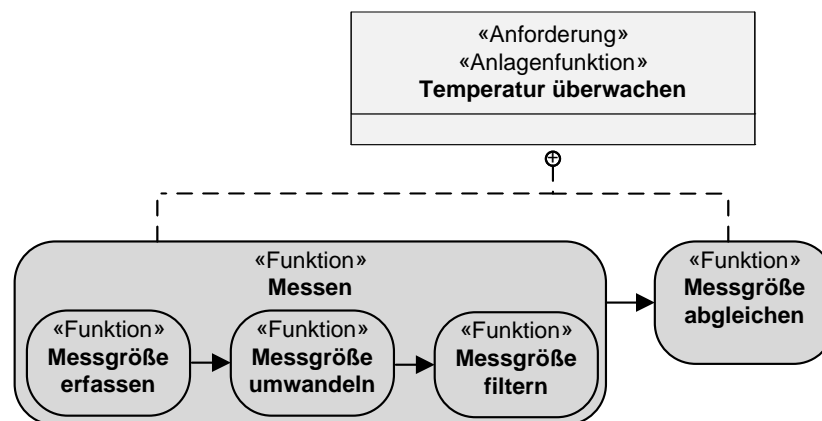 «Anforderung»
«Anlagenfunktion»
Temperatur überwachen
«Funktion»
Messen
«Funktion»
Messgröße
erfassen
«Funktion»
Messgröße
umwandeln
«Funktion»
Messgröße
filtern
«Funktion»
Messgröße
abgleichen